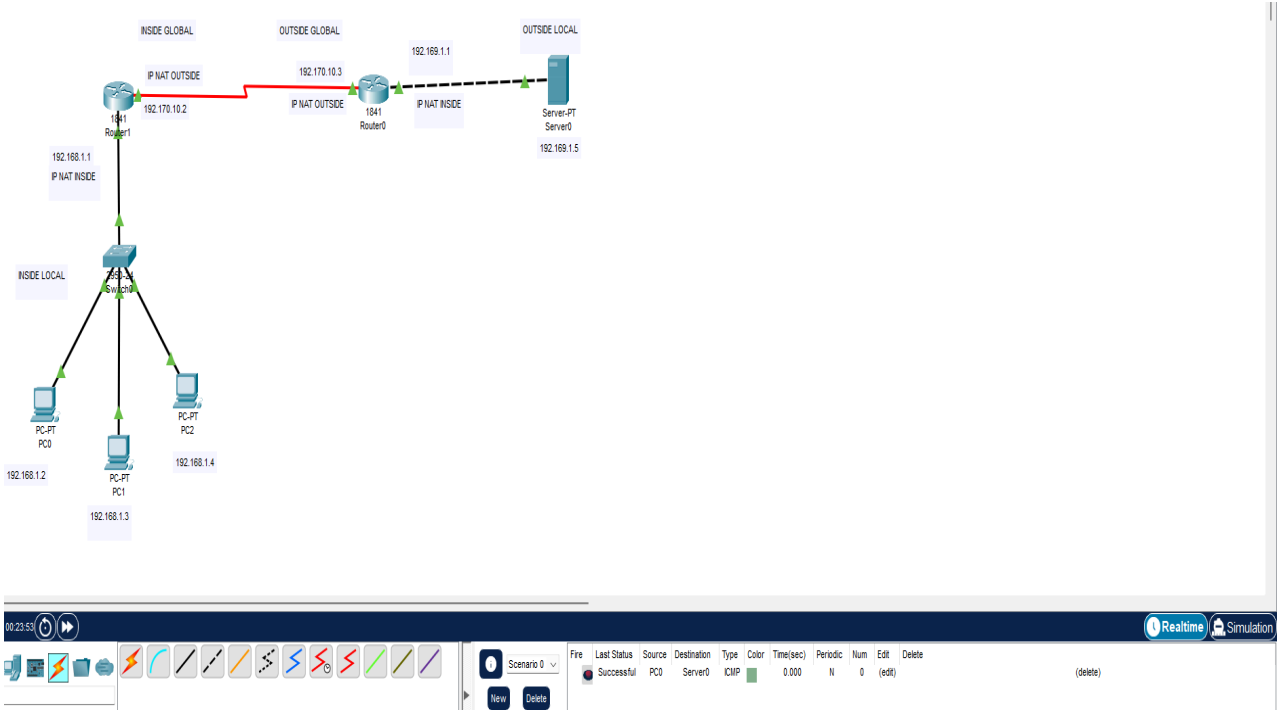 INSIDE GLOBAL
OUTSIDE GLOBAL
OUTSIDE LOCAL
192.169.1.1
IP NAT OUTSIDE
192.170.10.3
192.170.10.2
IP NAT OUTSIDE
IP NAT INSIDE
1841
Router1
1841
Router0
Server-PT
Server0
192.169.1.5
192.168.1.1
IP NAT INSIDE
INSIDE LOCAL
2950-24
Switch0
PC-PT
PC0
PC-PT
PC2
192.168.1.2
192.168.1.4
PC-PT
PC1
192.168.1.3
00:23:53
Realtime
Simulation
Scenario 0
New
Delete
Fire Last Status Source Destination Type Color Time(sec) Periodic Num Edit Delete
Successful PC0 Server0 ICMP 0.000 N 0 (edit) (delete)